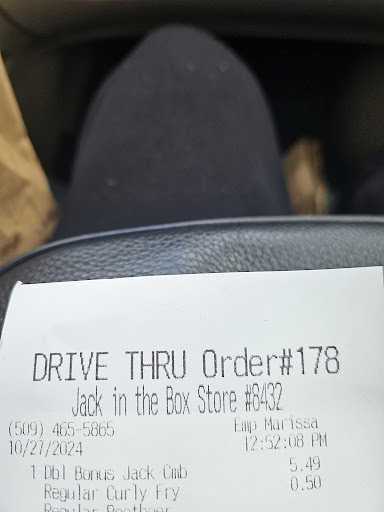 DRIVE THRU Order#178
Jack in the Box Store #8432
(509) 465-5865 Emp Marissa
10/27/2024 12:52:08 PM
1 Dbl Bonus Jack Cmb 5.49
Regular Curly Fry 0.50
Regular